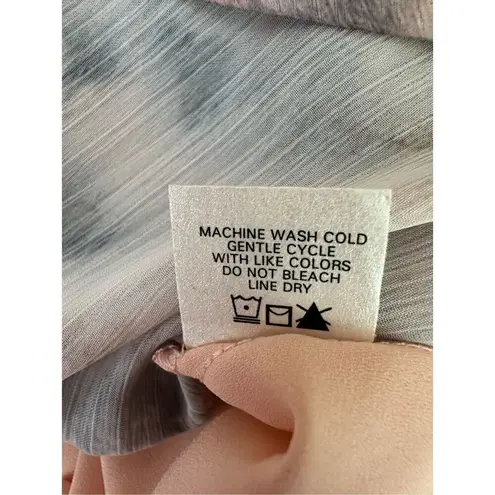 MACHINE WASH COLD
GENTLE CYCLE
WITH LIKE COLORS
DO NOT BLEACH
LINE DRY